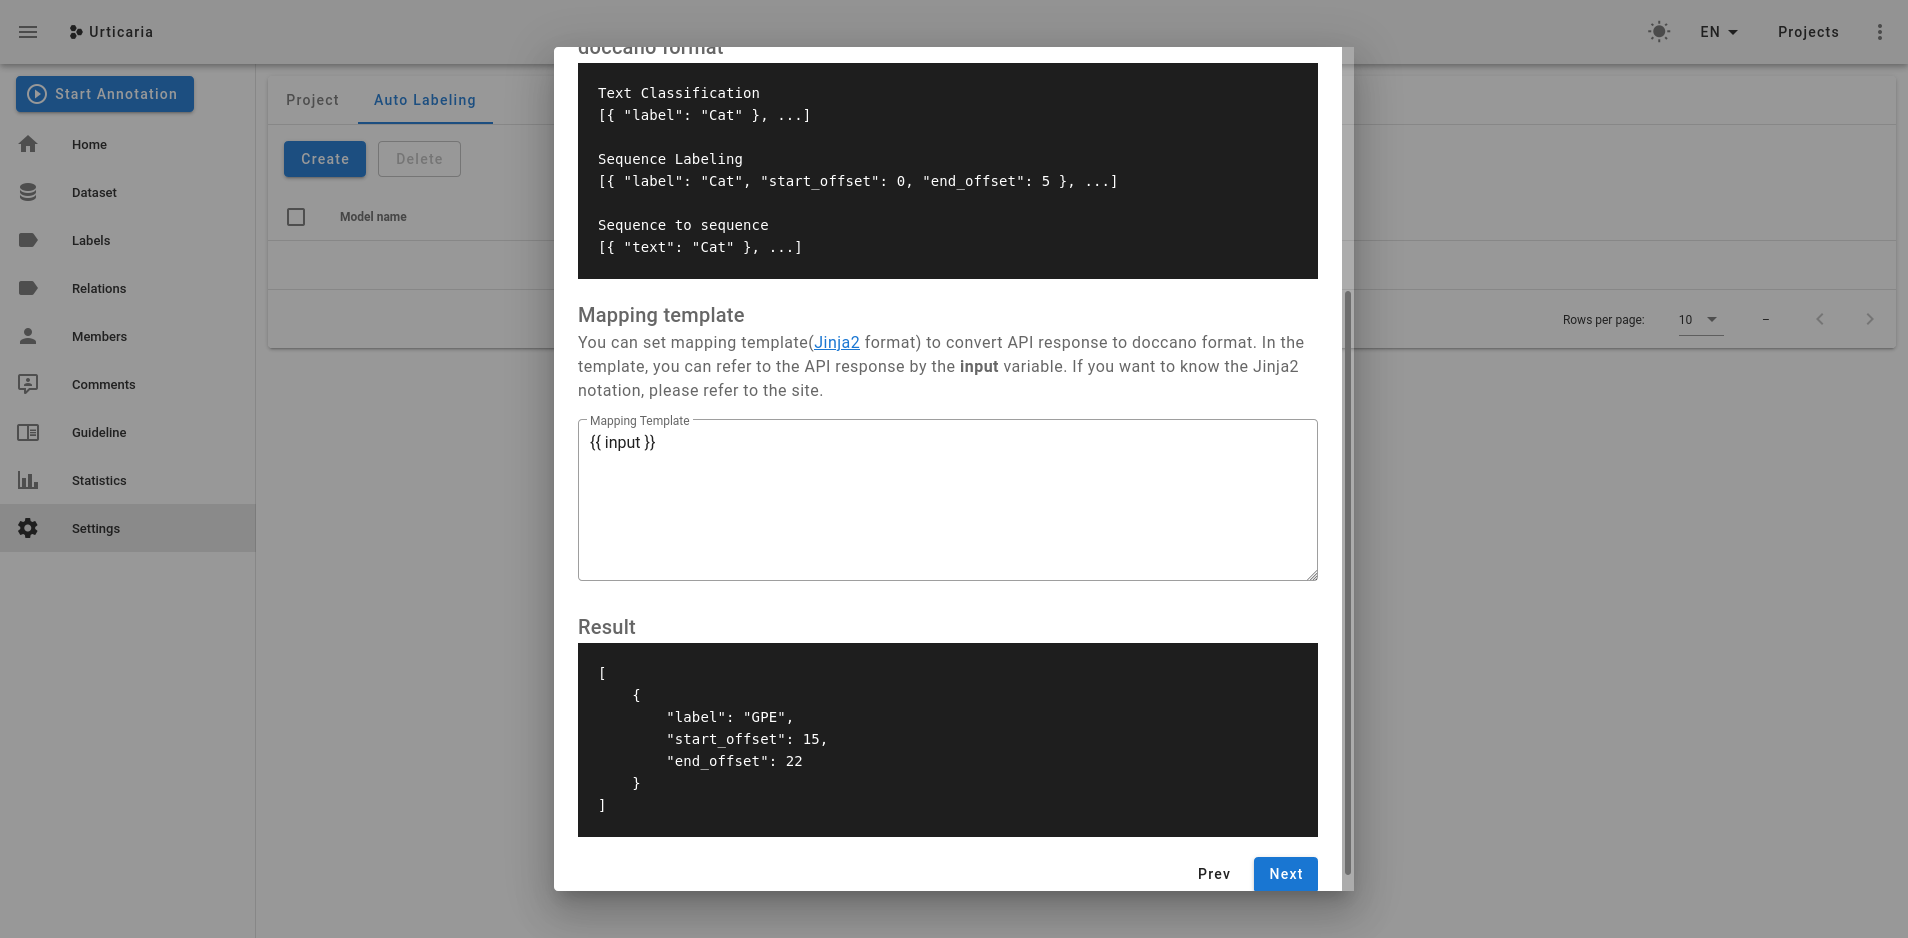 Urticaria
EN
Projects
Start Annotation
Home
Dataset
Labels
Relations
Members
Comments
Guideline
Statistics
Settings
Project
Auto Labeling
Create
Delete
Model name
Rows per page:
10
–
doccano format
Text Classification
[{ "label": "Cat" }, ...]
Sequence Labeling
[{ "label": "Cat", "start_offset": 0, "end_offset": 5 }, ...]
Sequence to sequence
[{ "text": "Cat" }, ...]
Mapping template
You can set mapping template(Jinja2 format) to convert API response to doccano format. In the
template, you can refer to the API response by the input variable. If you want to know the Jinja2
notation, please refer to the site.
Mapping Template
{{ input }}
Result
[
{
"label": "GPE",
"start_offset": 15,
"end_offset": 22
}
]
Prev
Next